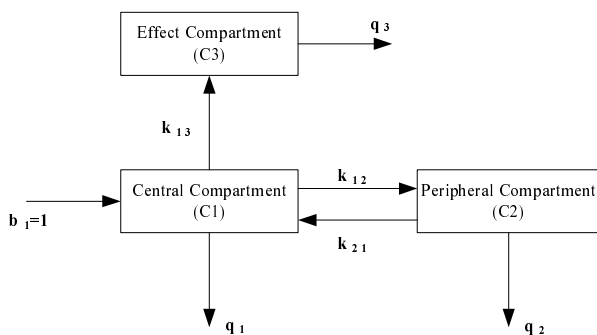 Effect Compartment
(C3)
q 3
k 1 3
Central Compartment
(C1)
k 1 2
Peripheral Compartment
(C2)
k 2 1
b 1=1
q 1
q 2